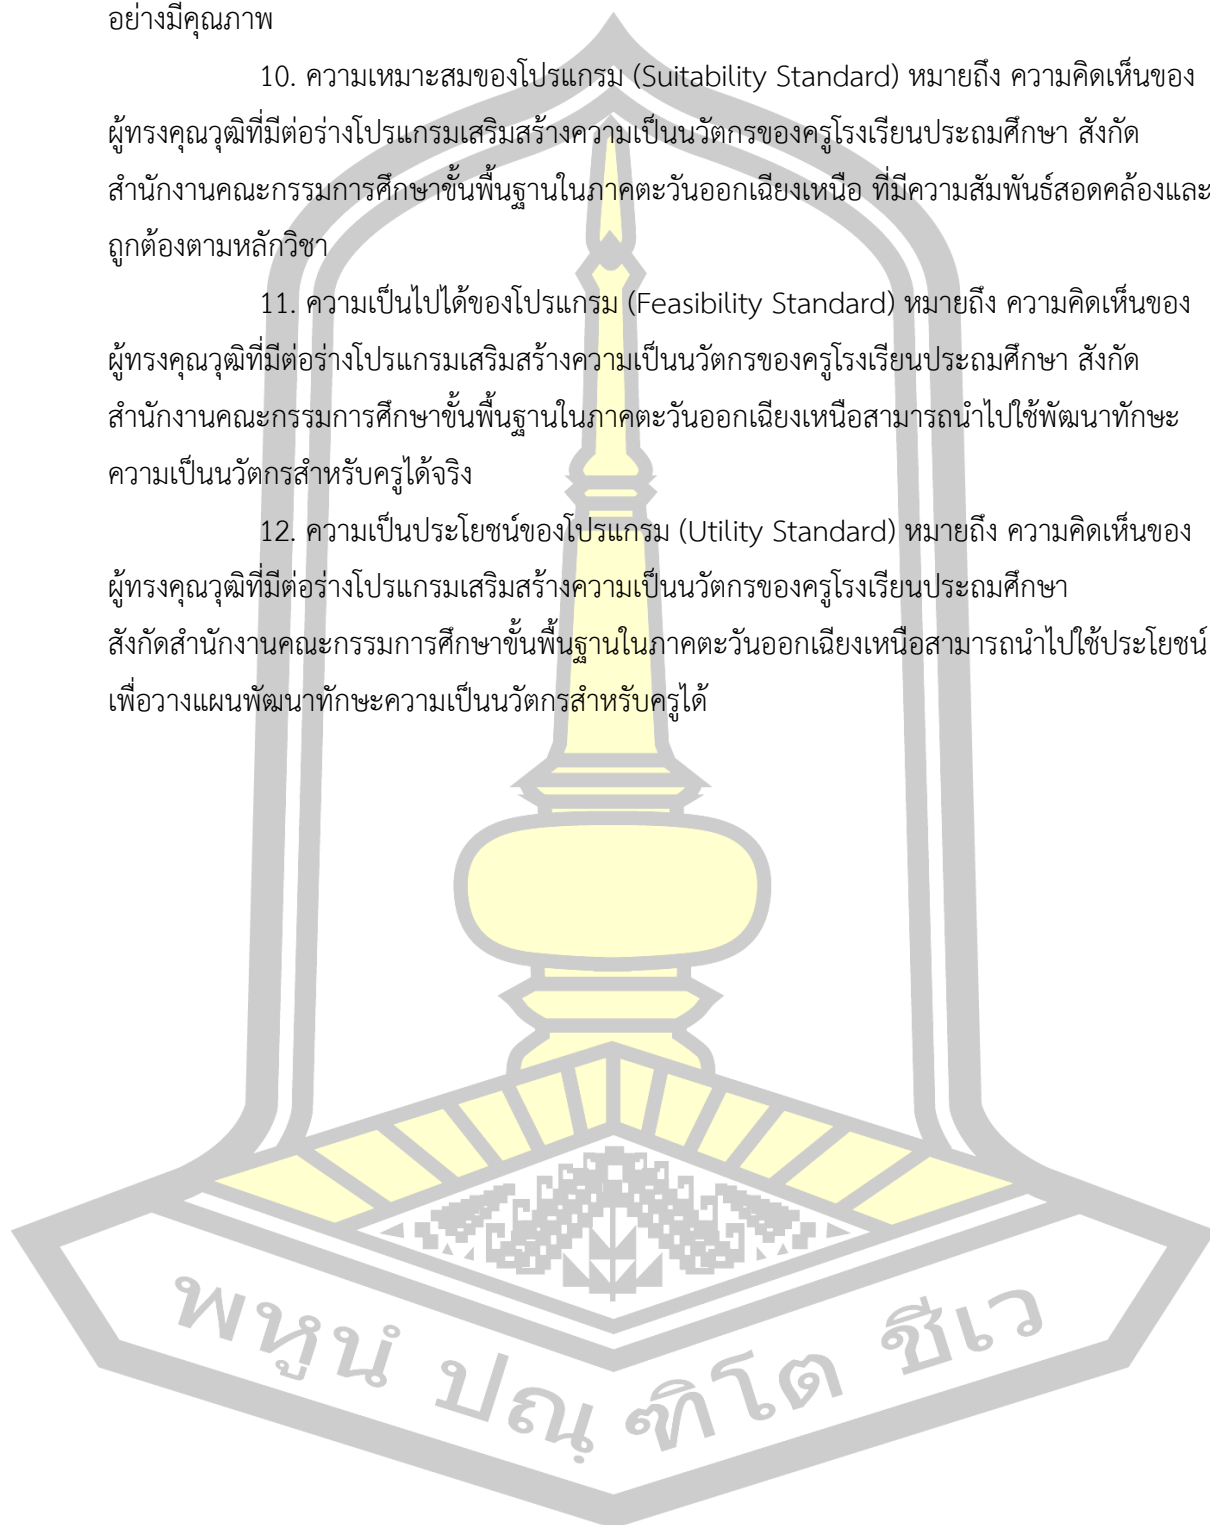 อย่างมีคุณภาพ
10. ความเหมาะสมของโปรแกรม (Suitability Standard) หมายถึง ความคิดเห็นของ
ผู้ทรงคุณวุฒิที่มีต่อร่างโปรแกรมเสริมสร้างความเป็นนวัตกรของครูโรงเรียนประถมศึกษา สังกัด
สำนักงานคณะกรรมการศึกษาขั้นพื้นฐานในภาคตะวันออกเฉียงเหนือ ที่มีความสัมพันธ์สอดคล้องและ
ถูกต้องตามหลักวิชา
11. ความเป็นไปได้ของโปรแกรม (Feasibility Standard) หมายถึง ความคิดเห็นของ
ผู้ทรงคุณวุฒิที่มีต่อร่างโปรแกรมเสริมสร้างความเป็นนวัตกรของครูโรงเรียนประถมศึกษา สังกัด
สำนักงานคณะกรรมการศึกษาขั้นพื้นฐานในภาคตะวันออกเฉียงเหนือสามารถนำไปใช้พัฒนาทักษะ
ความเป็นนวัตกรสำหรับครูได้จริง
12. ความเป็นประโยชน์ของโปรแกรม (Utility Standard) หมายถึง ความคิดเห็นของ
ผู้ทรงคุณวุฒิที่มีต่อร่างโปรแกรมเสริมสร้างความเป็นนวัตกรของครูโรงเรียนประถมศึกษา
สังกัดสำนักงานคณะกรรมการศึกษาขั้นพื้นฐานในภาคตะวันออกเฉียงเหนือสามารถนำไปใช้ประโยชน์
เพื่อวางแผนพัฒนาทักษะความเป็นนวัตกรสำหรับครูได้
พหูนํ ปณฺฑิโต ชีเว